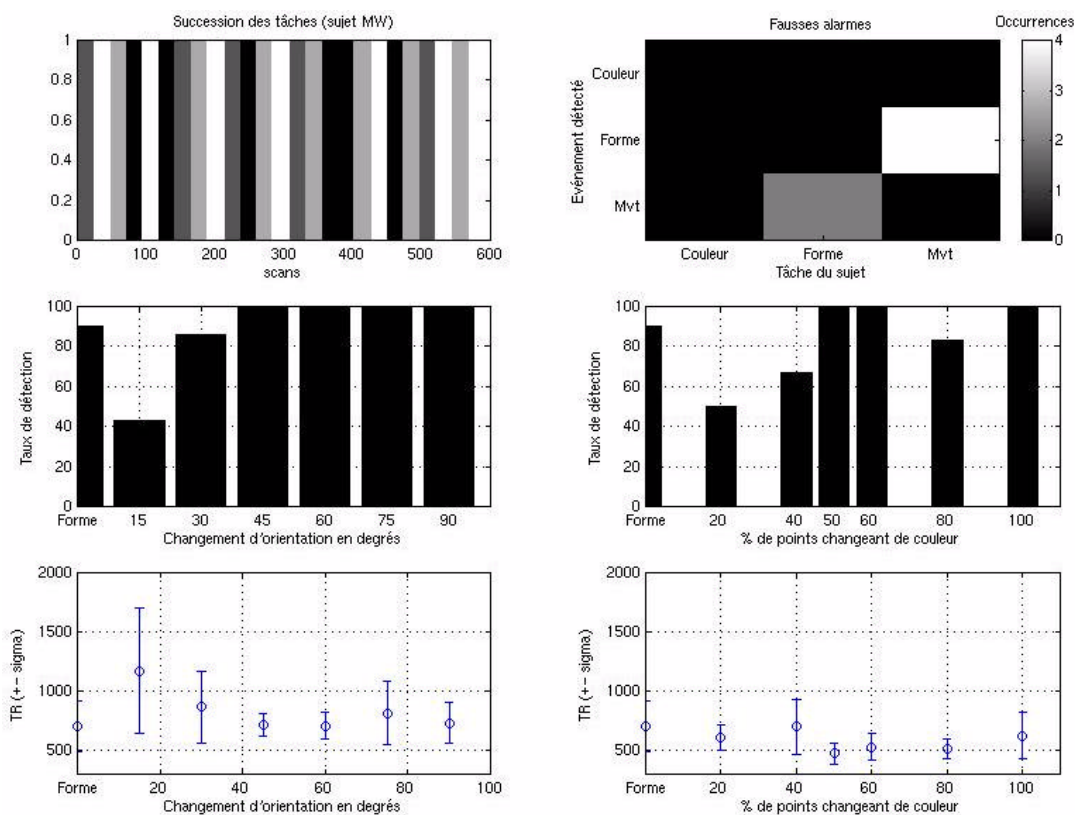 Succession des tâches (sujet MW)
1
0.8
0.6
0.4
0.2
0
0 100 200 300 400 500 600
scans
Fausses alarmes
Occurrences
Evénement détecté
Couleur
Forme
Mvt
Couleur Forme Mvt
Tâche du sujet
4
3
2
1
0
Taux de détection
100
80
60
40
20
0
Forme 15 30 45 60 75 90
Changement d'orientation en degrés
Taux de détection
100
80
60
40
20
0
Forme 20 40 50 60 80 100
% de points changeant de couleur
TR (+- sigma)
2000
1500
1000
500
Forme 20 40 60 80 100
Changement d'orientation en degrés
TR (+- sigma)
2000
1500
1000
500
Forme 20 40 60 80 100
% de points changeant de couleur